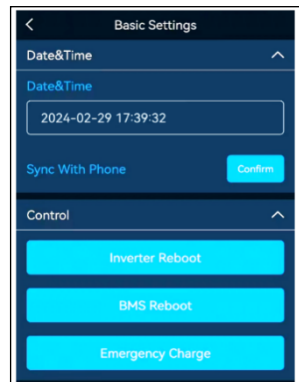 Basic Settings
Date&Time
Date&Time
2024-02-29 17:39:32
Sync With Phone Confirm
Control
Inverter Reboot
BMS Reboot
Emergency Charge